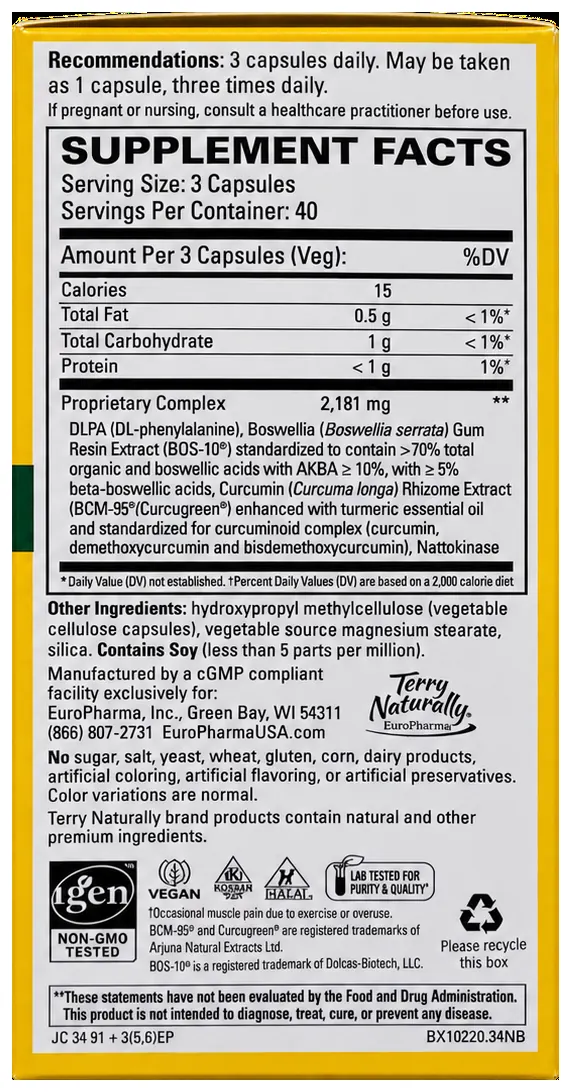 Recommendations: 3 capsules daily. May be taken
as 1 capsule, three times daily.
If pregnant or nursing, consult a healthcare practitioner before use.
SUPPLEMENT FACTS
Serving Size: 3 Capsules
Servings Per Container: 40
Amount Per 3 Capsules (Veg): %DV
Calories 15
Total Fat 0.5 g < 1%*
Total Carbohydrate 1 g < 1%*
Protein < 1 g 1%*
Proprietary Complex 2,181 mg **
DLPA (DL-phenylalanine), Boswellia (Boswellia serrata) Gum
Resin Extract (BOS-10®) standardized to contain >70% total
organic and boswellic acids with AKBA ≥ 10%, with ≥ 5%
beta-boswellic acids, Curcumin (Curcuma longa) Rhizome Extract
(BCM-95®(Curcugreen®) enhanced with turmeric essential oil
and standardized for curcuminoid complex (curcumin,
demethoxycurcumin and bisdemethoxycurcumin), Nattokinase
* Daily Value (DV) not established. †Percent Daily Values (DV) are based on a 2,000 calorie diet
Other Ingredients: hydroxypropyl methylcellulose (vegetable
cellulose capsules), vegetable source magnesium stearate,
silica. Contains Soy (less than 5 parts per million).
Manufactured by a cGMP compliant
facility exclusively for:
EuroPharma, Inc., Green Bay, WI 54311
(866) 807-2731 EuroPharmaUSA.com
Terry
Naturally®
EuroPharma
No sugar, salt, yeast, wheat, gluten, corn, dairy products,
artificial coloring, artificial flavoring, or artificial preservatives.
Color variations are normal.
Terry Naturally brand products contain natural and other
premium ingredients.
igen
NON-GMO
TESTED
VEGAN
K
KOSHER
H
HALAL
LAB TESTED FOR
PURITY & QUALITY*
†Occasional muscle pain due to exercise or overuse.
BCM-95® and Curcugreen® are registered trademarks of
Arjuna Natural Extracts Ltd.
BOS-10® is a registered trademark of Dolcas-Biotech, LLC.
Please recycle
this box
**These statements have not been evaluated by the Food and Drug Administration.
This product is not intended to diagnose, treat, cure, or prevent any disease.
JC 34 91 + 3(5,6)EP BX10220.34NB